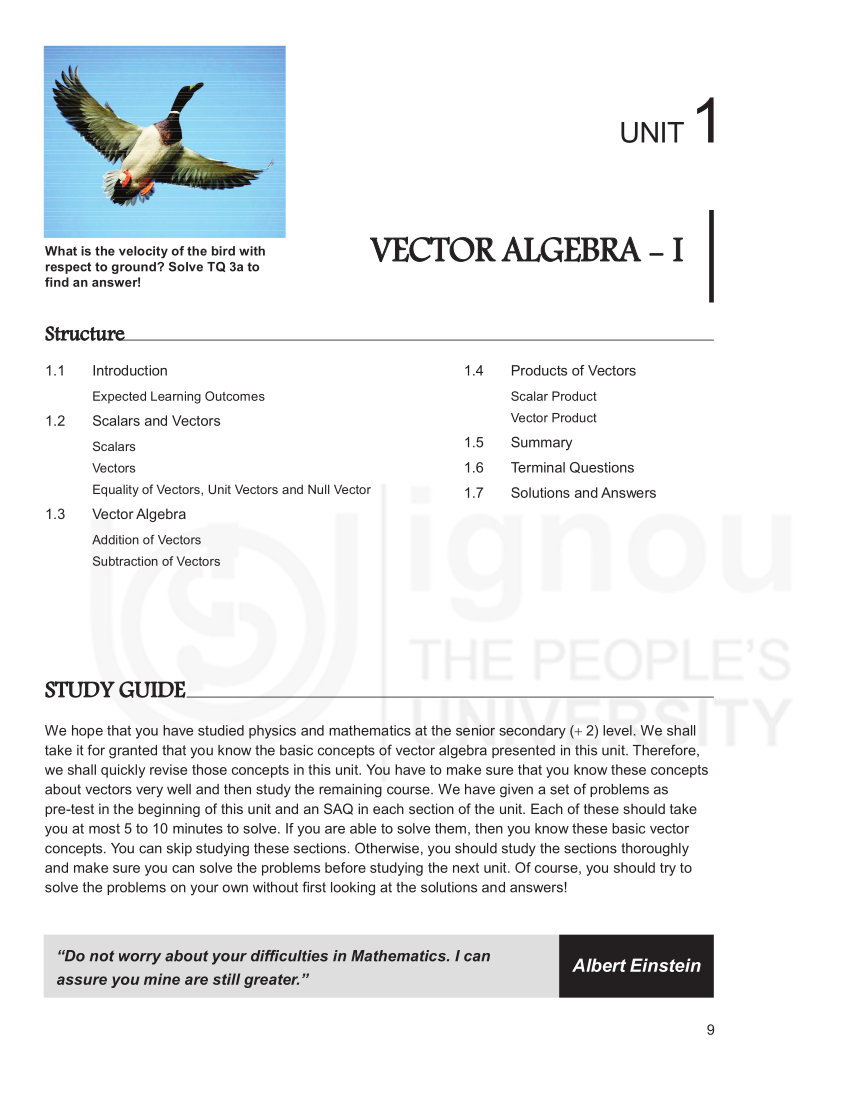 UNIT 1
What is the velocity of the bird with
respect to ground? Solve TQ 3a to
find an answer!
VECTOR ALGEBRA – I
Structure
1.1 Introduction
Expected Learning Outcomes
1.2 Scalars and Vectors
Scalars
Vectors
Equality of Vectors, Unit Vectors and Null Vector
1.3 Vector Algebra
Addition of Vectors
Subtraction of Vectors
1.4 Products of Vectors
Scalar Product
Vector Product
1.5 Summary
1.6 Terminal Questions
1.7 Solutions and Answers
ignou
THE PEOPLE'S
UNIVERSITY
STUDY GUIDE
We hope that you have studied physics and mathematics at the senior secondary (+ 2) level. We shall
take it for granted that you know the basic concepts of vector algebra presented in this unit. Therefore,
we shall quickly revise those concepts in this unit. You have to make sure that you know these concepts
about vectors very well and then study the remaining course. We have given a set of problems as
pre-test in the beginning of this unit and an SAQ in each section of the unit. Each of these should take
you at most 5 to 10 minutes to solve. If you are able to solve them, then you know these basic vector
concepts. You can skip studying these sections. Otherwise, you should study the sections thoroughly
and make sure you can solve the problems before studying the next unit. Of course, you should try to
solve the problems on your own without first looking at the solutions and answers!
“Do not worry about your difficulties in Mathematics. I can
assure you mine are still greater.”
Albert Einstein
9